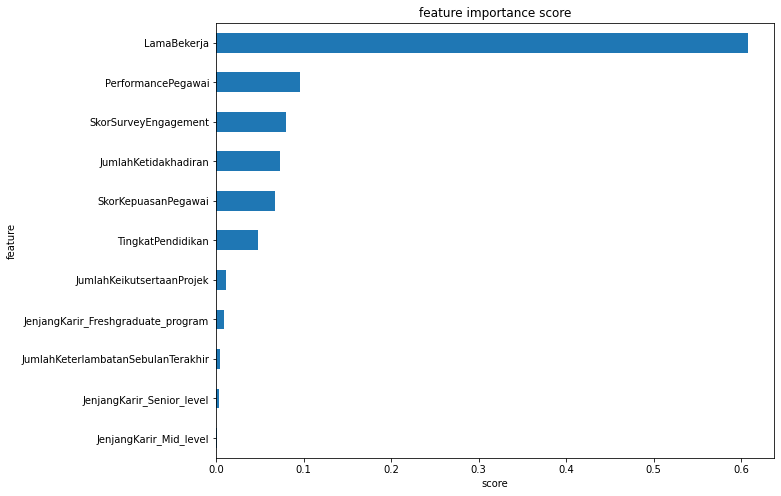 feature importance score
LamaBekerja
PerformancePegawai
SkorSurveyEngagement
JumlahKetidakhadiran
SkorKepuasanPegawai
TingkatPendidikan
JumlahKeikutsertaanProjek
JenjangKarir_Freshgraduate_program
JumlahKeterlambatanSebulanTerakhir
JenjangKarir_Senior_level
JenjangKarir_Mid_level
feature
0.0 0.1 0.2 0.3 0.4 0.5 0.6
score